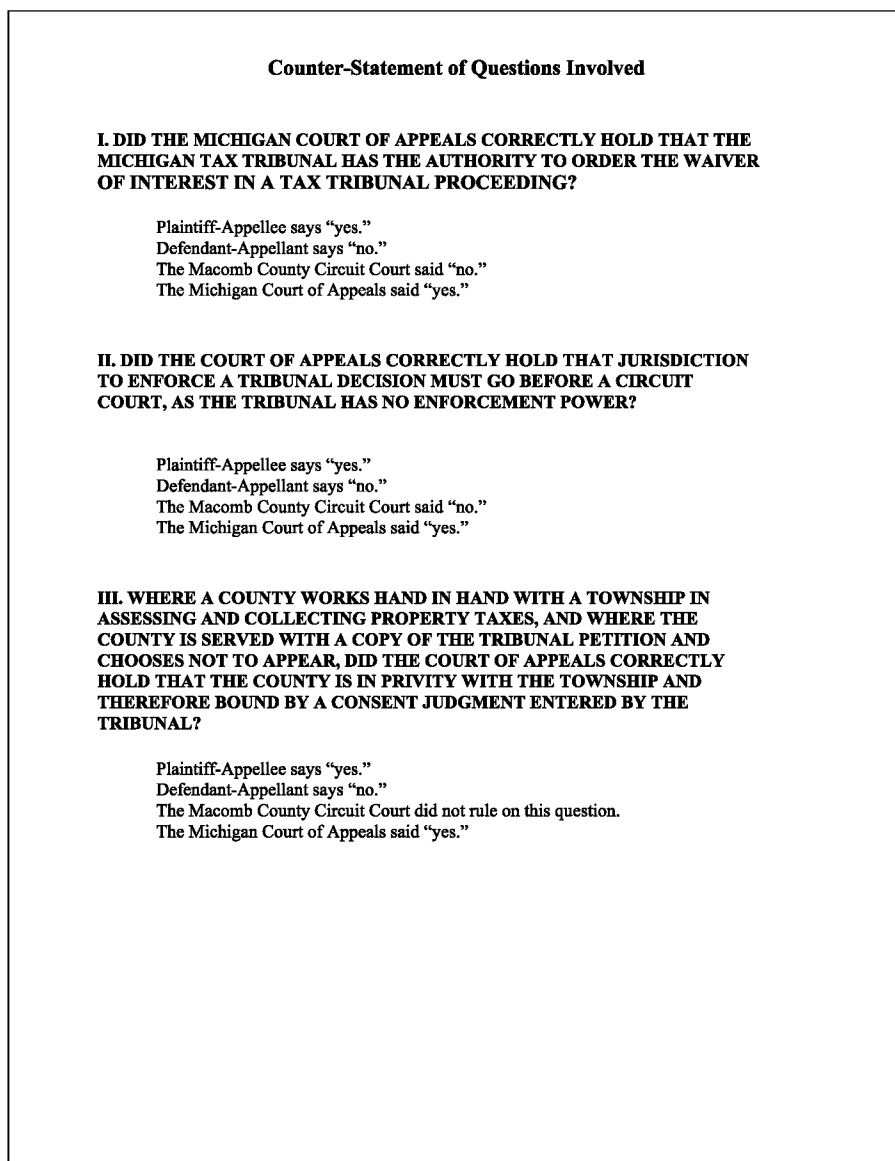 Counter-Statement of Questions Involved
I. DID THE MICHIGAN COURT OF APPEALS CORRECTLY HOLD THAT THE
MICHIGAN TAX TRIBUNAL HAS THE AUTHORITY TO ORDER THE WAIVER
OF INTEREST IN A TAX TRIBUNAL PROCEEDING?
Plaintiff-Appellee says “yes.”
Defendant-Appellant says “no.”
The Macomb County Circuit Court said “no.”
The Michigan Court of Appeals said “yes.”
II. DID THE COURT OF APPEALS CORRECTLY HOLD THAT JURISDICTION
TO ENFORCE A TRIBUNAL DECISION MUST GO BEFORE A CIRCUIT
COURT, AS THE TRIBUNAL HAS NO ENFORCEMENT POWER?
Plaintiff-Appellee says “yes.”
Defendant-Appellant says “no.”
The Macomb County Circuit Court said “no.”
The Michigan Court of Appeals said “yes.”
III. WHERE A COUNTY WORKS HAND IN HAND WITH A TOWNSHIP IN
ASSESSING AND COLLECTING PROPERTY TAXES, AND WHERE THE
COUNTY IS SERVED WITH A COPY OF THE TRIBUNAL PETITION AND
CHOOSES NOT TO APPEAR, DID THE COURT OF APPEALS CORRECTLY
HOLD THAT THE COUNTY IS IN PRIVITY WITH THE TOWNSHIP AND
THEREFORE BOUND BY A CONSENT JUDGMENT ENTERED BY THE
TRIBUNAL?
Plaintiff-Appellee says “yes.”
Defendant-Appellant says “no.”
The Macomb County Circuit Court did not rule on this question.
The Michigan Court of Appeals said “yes.”